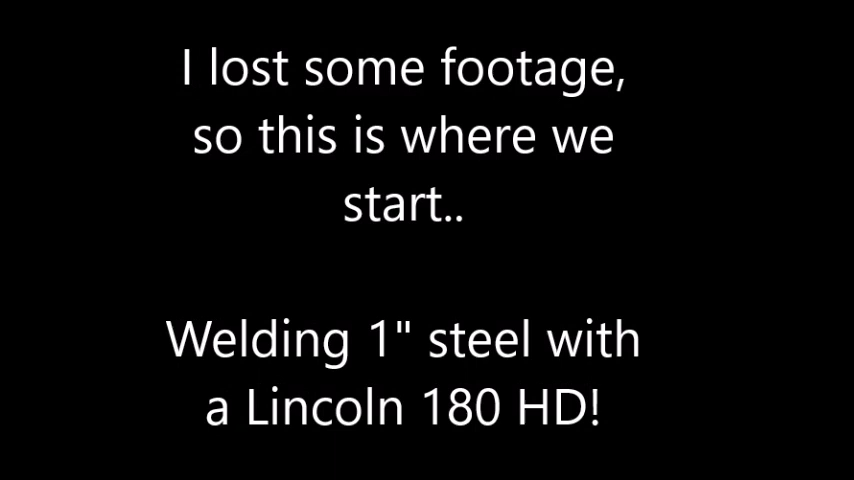 I lost some footage,
so this is where we
start..
Welding 1" steel with
a Lincoln 180 HD!